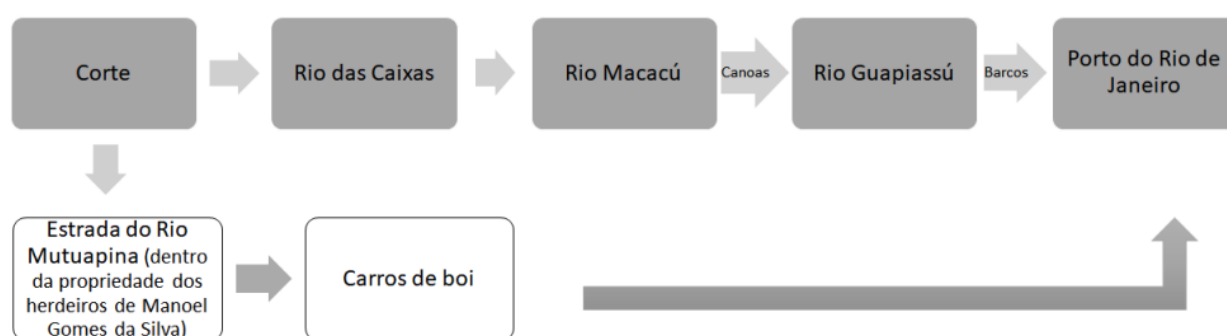 Corte
Rio das Caixas
Rio Macacú
Canoas
Rio Guapiassú
Barcos
Porto do Rio de
Janeiro
Estrada do Rio
Mutuapina (dentro
da propriedade dos
herdeiros de Manoel
Gomes da Silva)
Carros de boi